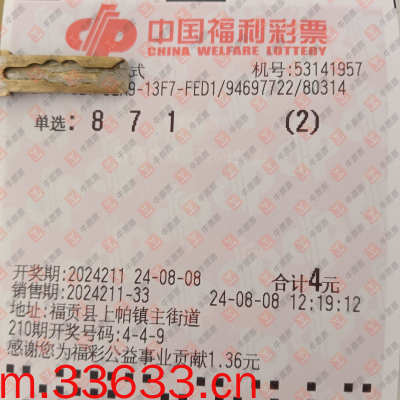 中国福利彩票
CHINA WELFARE LOTTERY
式 机号:53141957
9-13F7-FED1/94697722/80314
单选: 8 7 1 (2)
开奖期:2024211 24-08-08 合计4元
销售期:2024211-33 24-08-08 12:19:12
地址:福贡县上帕镇主街道
210期开奖号码:4-4-9
感谢您为福彩公益事业贡献1.36元
m.33633.cn